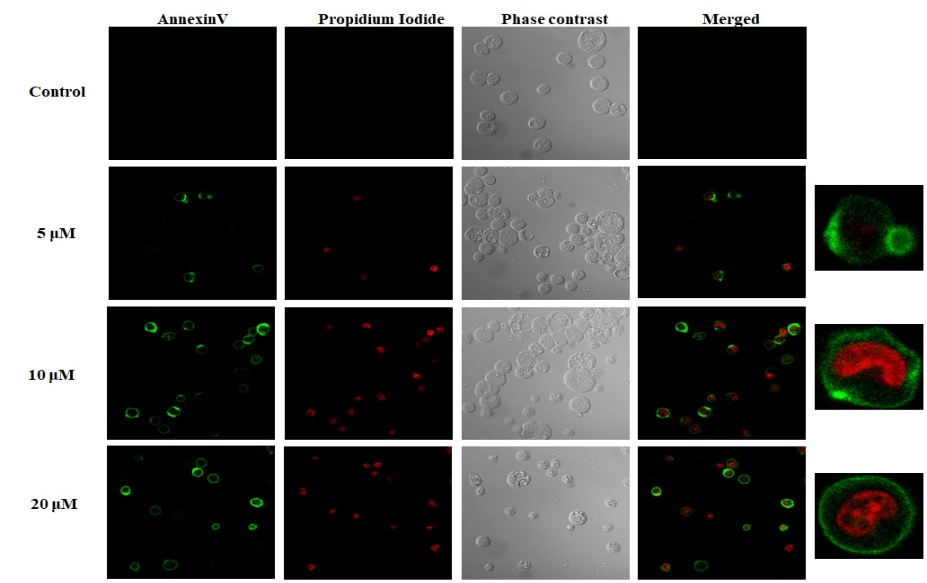 AnnexinV Propidium Iodide Phase contrast Merged
Control
5 μM
10 μM
20 μM